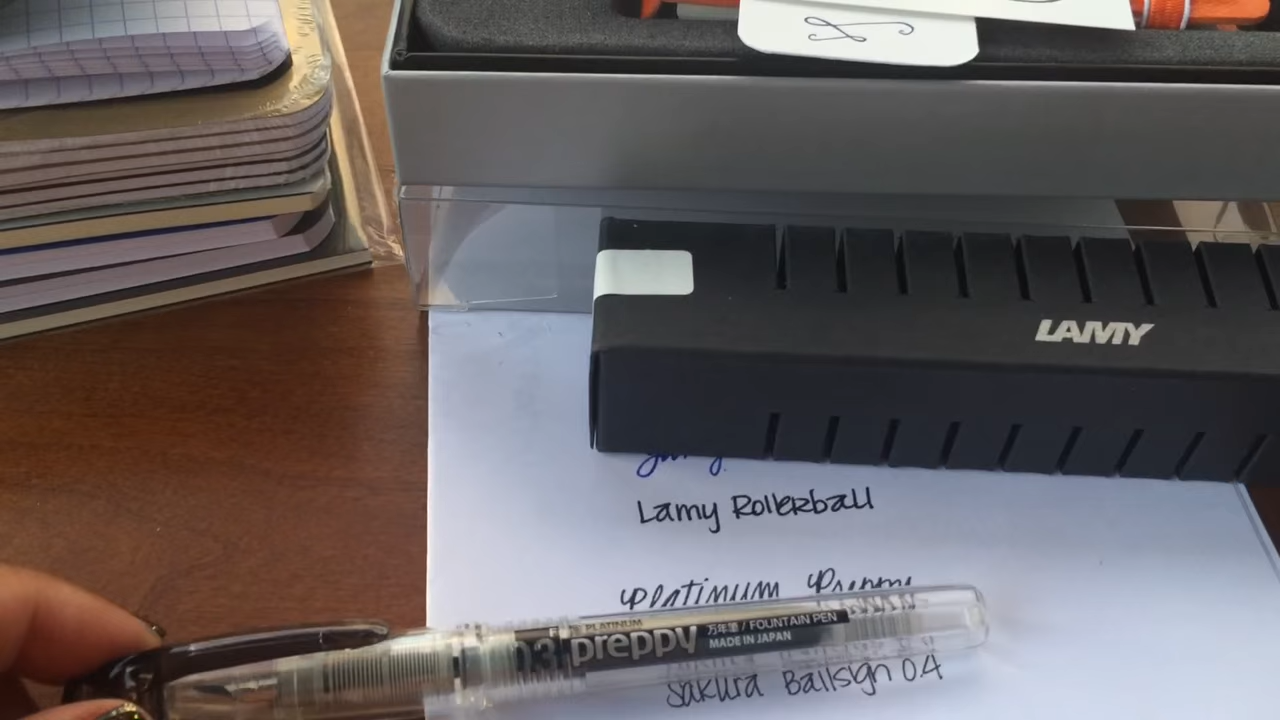 LAMY
Lamy Rollerball
Platinum Preppy
PLATINUM
03 preppy 万年筆 / FOUNTAIN PEN
MADE IN JAPAN
Sakura Ballsign 0.4